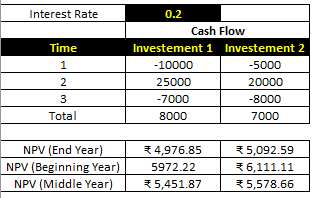 Interest Rate 0.2
Cash Flow
Time Investement 1 Investement 2
1 -10000 -5000
2 25000 20000
3 -7000 -8000
Total 8000 7000
NPV (End Year) ₹ 4,976.85 ₹ 5,092.59
NPV (Beginning Year) 5972.22 ₹ 6,111.11
NPV (Middle Year) ₹ 5,451.87 ₹ 5,578.66